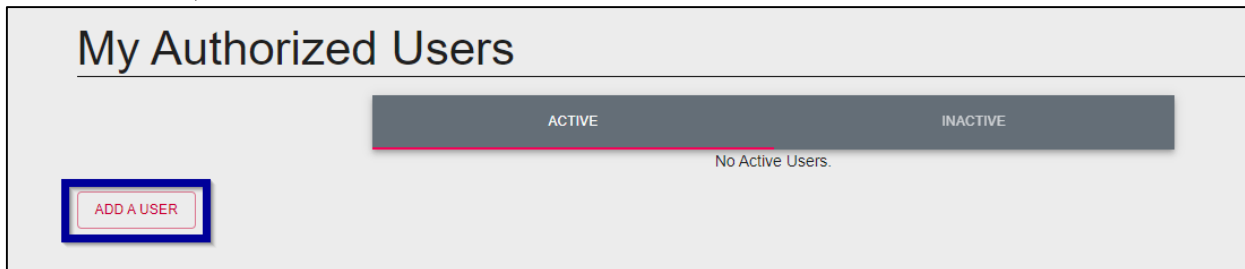 My Authorized Users
ACTIVE INACTIVE
No Active Users.
ADD A USER